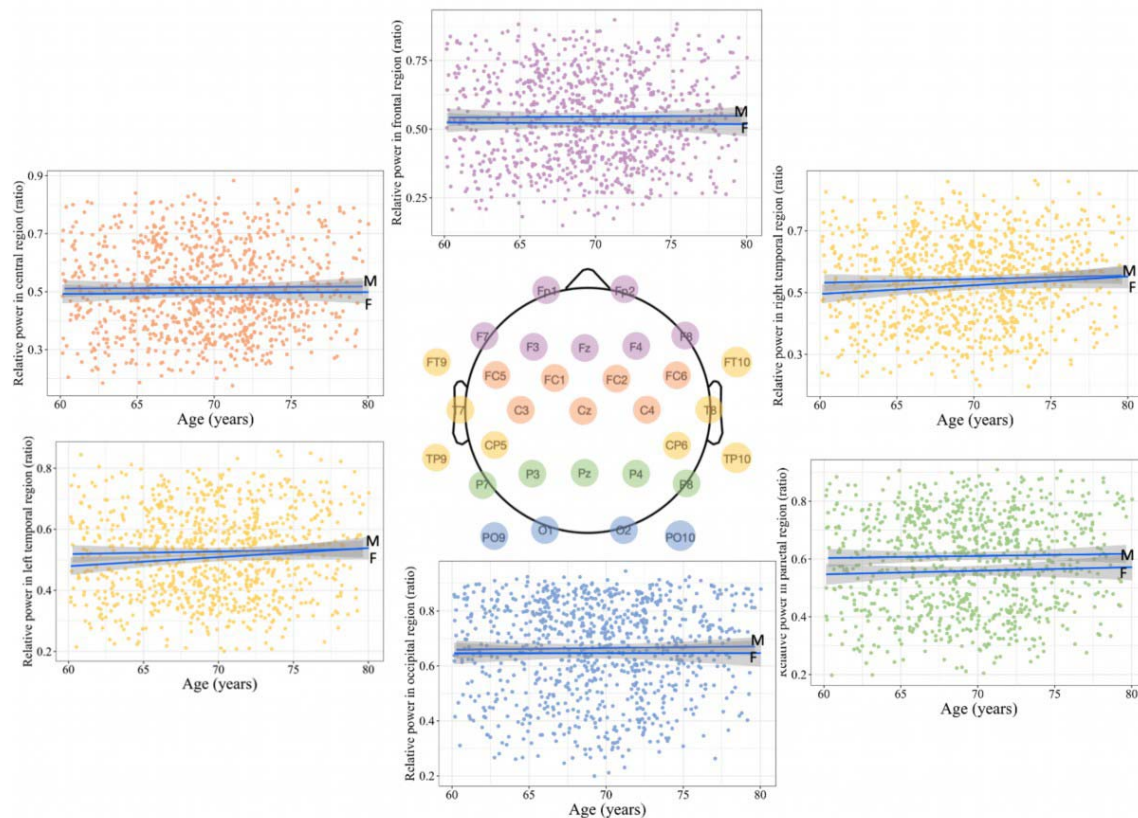 Relative power in frontal region (ratio)
0.75
0.50
0.25
M
F
60 65 70 75 80
Age (years)
Relative power in central region (ratio)
0.9
0.7
0.5
0.3
M
F
60 65 70 75 80
Age (years)
Relative power in right temporal region (ratio)
0.7
0.5
0.3
M
F
60 65 70 75 80
Age (years)
Fp1 Fp2
F7 F3 Fz F4 F8
FT9 FC5 FC1 FC2 FC6 FT10
T7 C3 Cz C4 T8
TP9 CP5 CP6 TP10
P7 P3 Pz P4 P8
PO9 O1 O2 PO10
Relative power in left temporal region (ratio)
0.8
0.6
0.4
0.2
M
F
60 65 70 75 80
Age (years)
Relative power in occipital region (ratio)
0.8
0.6
0.4
0.2
M
F
60 65 70 75 80
Age (years)
Relative power in parietal region (ratio)
0.8
0.6
0.4
0.2
M
F
60 65 70 75 80
Age (years)